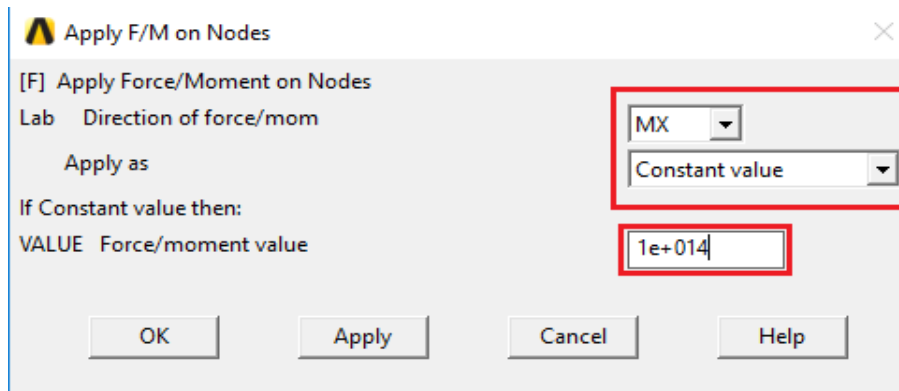 Apply F/M on Nodes
[F] Apply Force/Moment on Nodes
Lab Direction of force/mom MX
Apply as Constant value
If Constant value then:
VALUE Force/moment value 1e+014
OK Apply Cancel Help